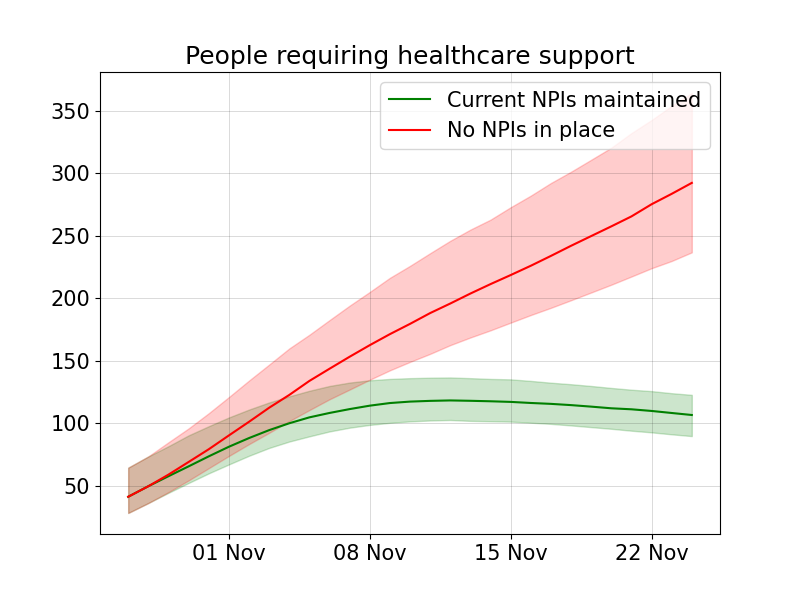 People requiring healthcare support
Current NPIs maintained
No NPIs in place
350
300
250
200
150
100
50
01 Nov
08 Nov
15 Nov
22 Nov